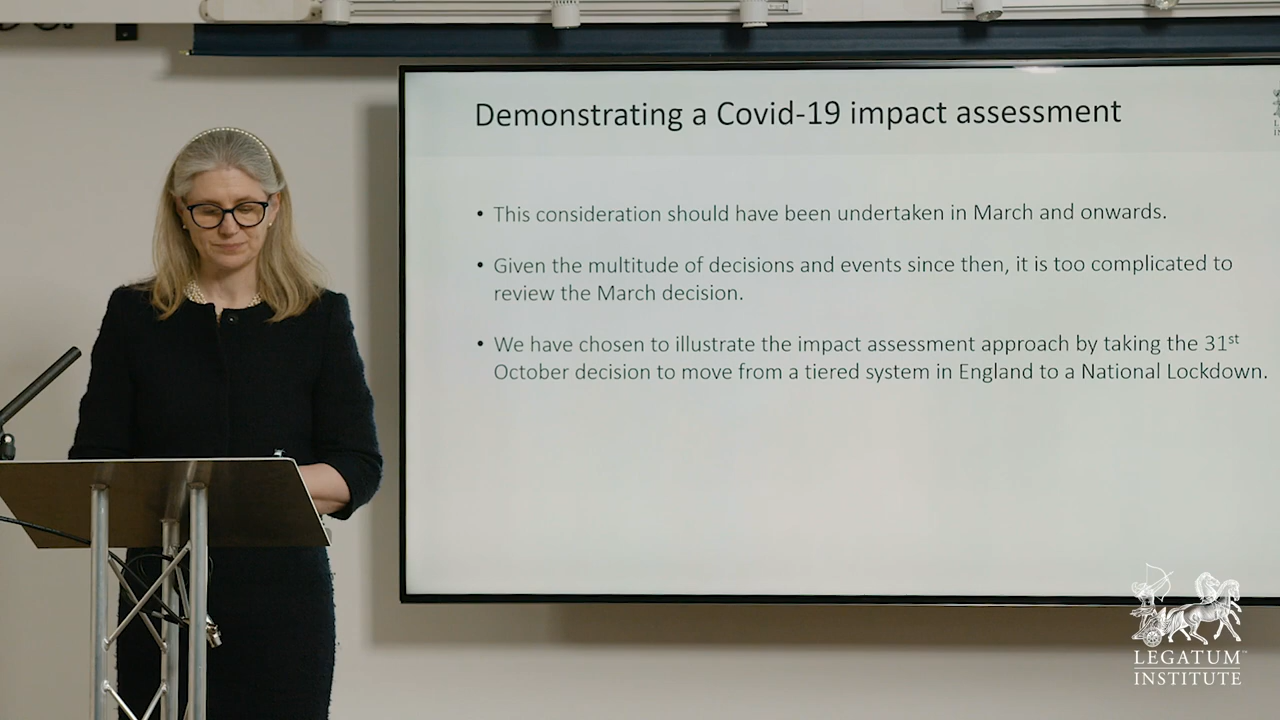 Demonstrating a Covid-19 impact assessment
• This consideration should have been undertaken in March and onwards.
• Given the multitude of decisions and events since then, it is too complicated to
review the March decision.
• We have chosen to illustrate the impact assessment approach by taking the 31st
October decision to move from a tiered system in England to a National Lockdown.
LEGATUM™
INSTITUTE